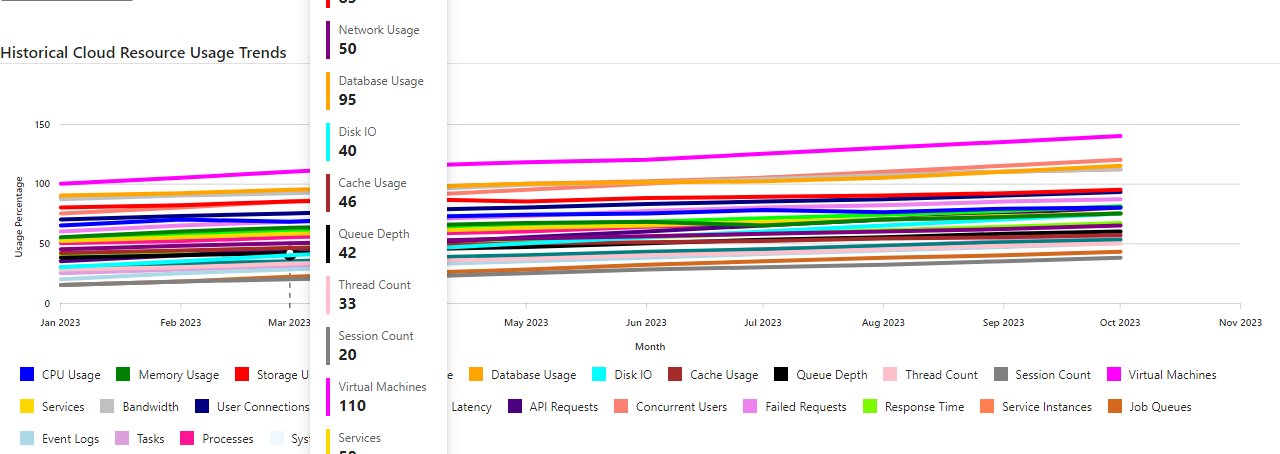 Historical Cloud Resource Usage Trends
Network Usage
50
Database Usage
95
Disk IO
40
Cache Usage
46
Queue Depth
42
Thread Count
33
Session Count
20
Virtual Machines
110
Services
Usage Percentage
150
100
50
0
Jan 2023 Feb 2023 Mar 2023 May 2023 Jun 2023 Jul 2023 Aug 2023 Sep 2023 Oct 2023 Nov 2023
Month
CPU Usage Memory Usage Storage U e Database Usage Disk IO Cache Usage Queue Depth Thread Count Session Count Virtual Machines
Services Bandwidth User Connections Latency API Requests Concurrent Users Failed Requests Response Time Service Instances Job Queues
Event Logs Tasks Processes Syst